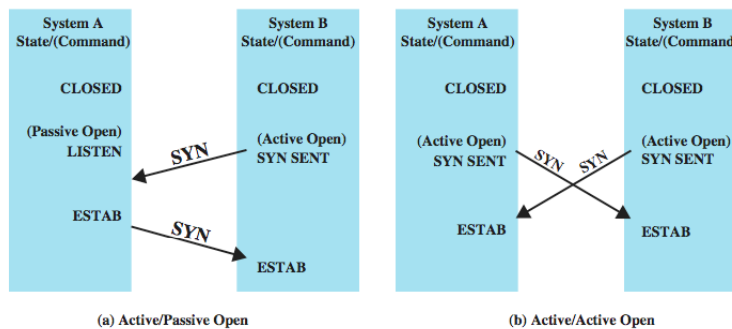 System A
State/(Command)
CLOSED
(Passive Open)
LISTEN
ESTAB
System B
State/(Command)
CLOSED
(Active Open)
SYN SENT
ESTAB
SYN
SYN
(a) Active/Passive Open
System A
State/(Command)
CLOSED
(Active Open)
SYN SENT
ESTAB
System B
State/(Command)
CLOSED
(Active Open)
SYN SENT
ESTAB
SYN
SYN
(b) Active/Active Open